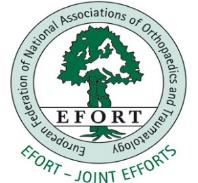 European Federation of National Associations of Orthopaedics and Traumatology
EFORT
EFORT - JOINT EFFORTS